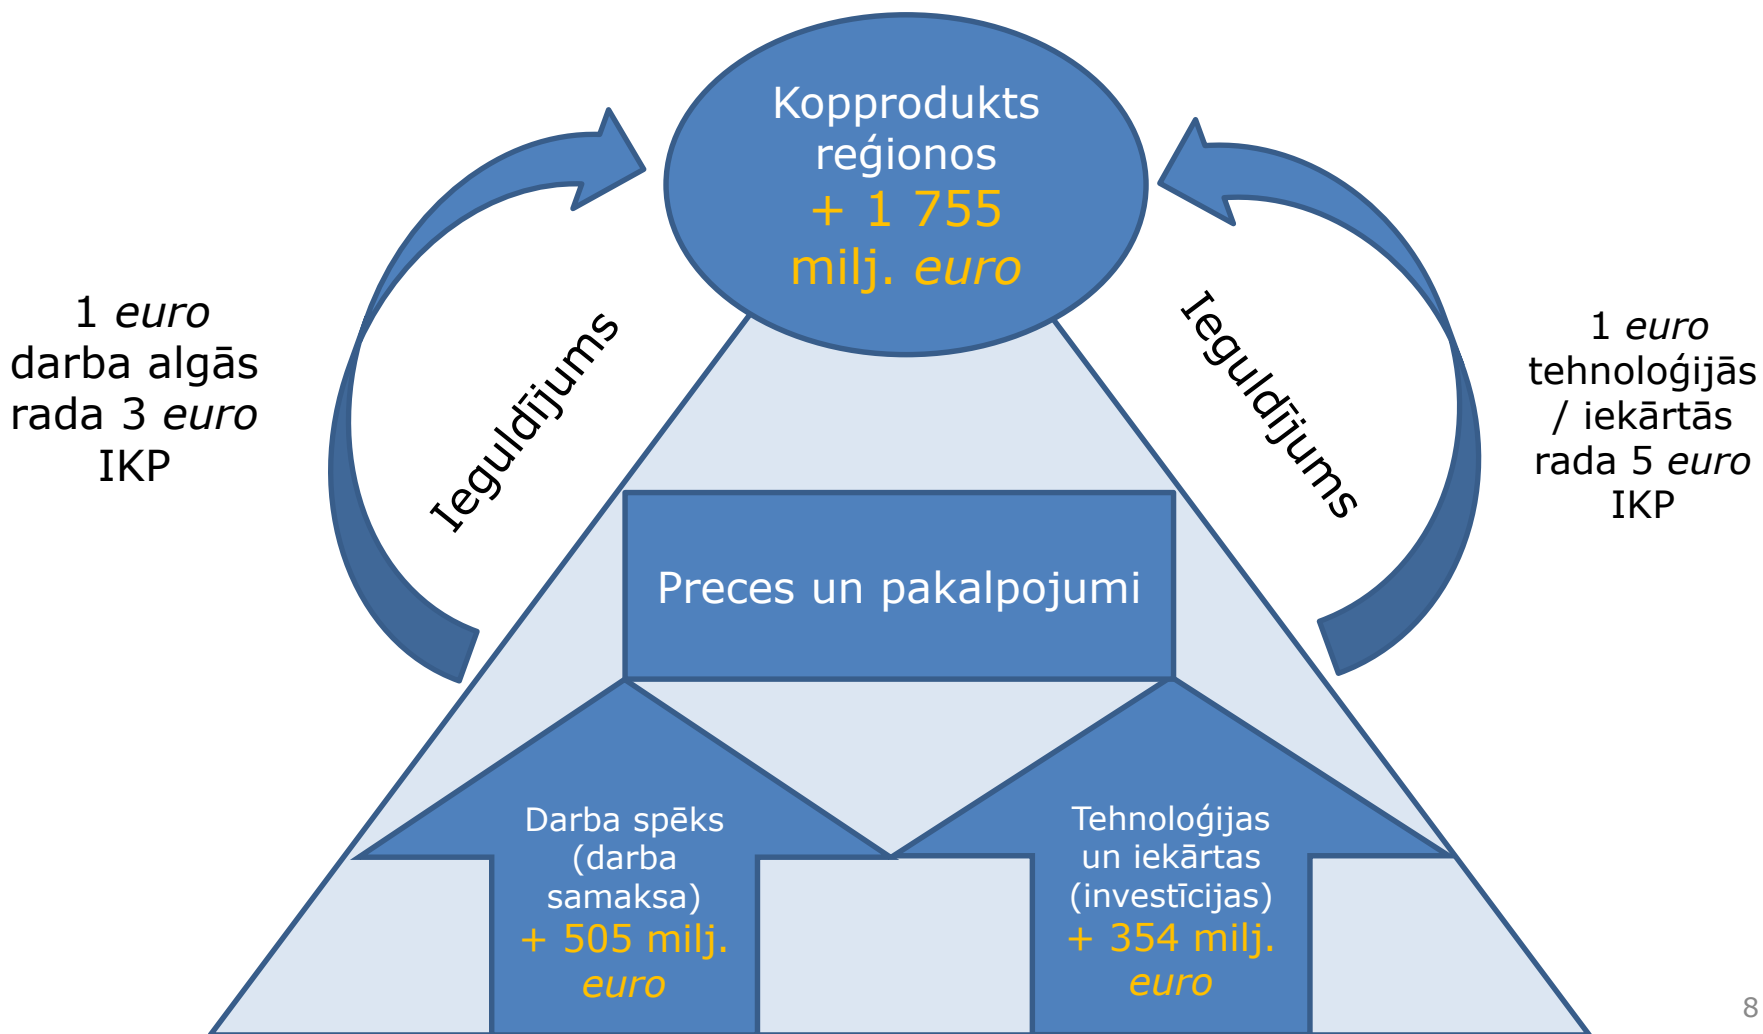 Kopprodukts
reģionos
+ 1 755
milj. euro
1 euro
darba algās
rada 3 euro
IKP
Ieguldījums
Ieguldījums
1 euro
tehnoloģijās
/ iekārtās
rada 5 euro
IKP
Preces un pakalpojumi
Darba spēks
(darba
samaksa)
+ 505 milj.
euro
Tehnoloģijas
un iekārtas
(investīcijas)
+ 354 milj.
euro
8